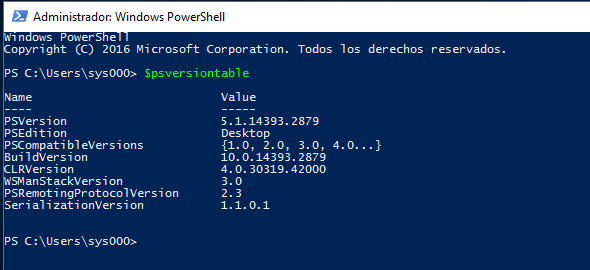 Administrador: Windows PowerShell
Windows PowerShell
Copyright (C) 2016 Microsoft Corporation. Todos los derechos reservados.
PS C:\Users\sys000> $psversiontable
Name Value
---- -----
PSVersion 5.1.14393.2879
PSEdition Desktop
PSCompatibleVersions {1.0, 2.0, 3.0, 4.0...}
BuildVersion 10.0.14393.2879
CLRVersion 4.0.30319.42000
WSManStackVersion 3.0
PSRemotingProtocolVersion 2.3
SerializationVersion 1.1.0.1
PS C:\Users\sys000>